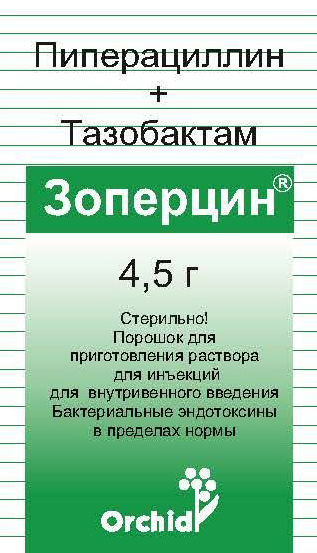 Пиперациллин
+
Тазобактам
Зоперцин®
4,5 г
Стерильно!
Порошок для
приготовления раствора
для инъекций
для внутривенного введения
Бактериальные эндотоксины
в пределах нормы
Orchid